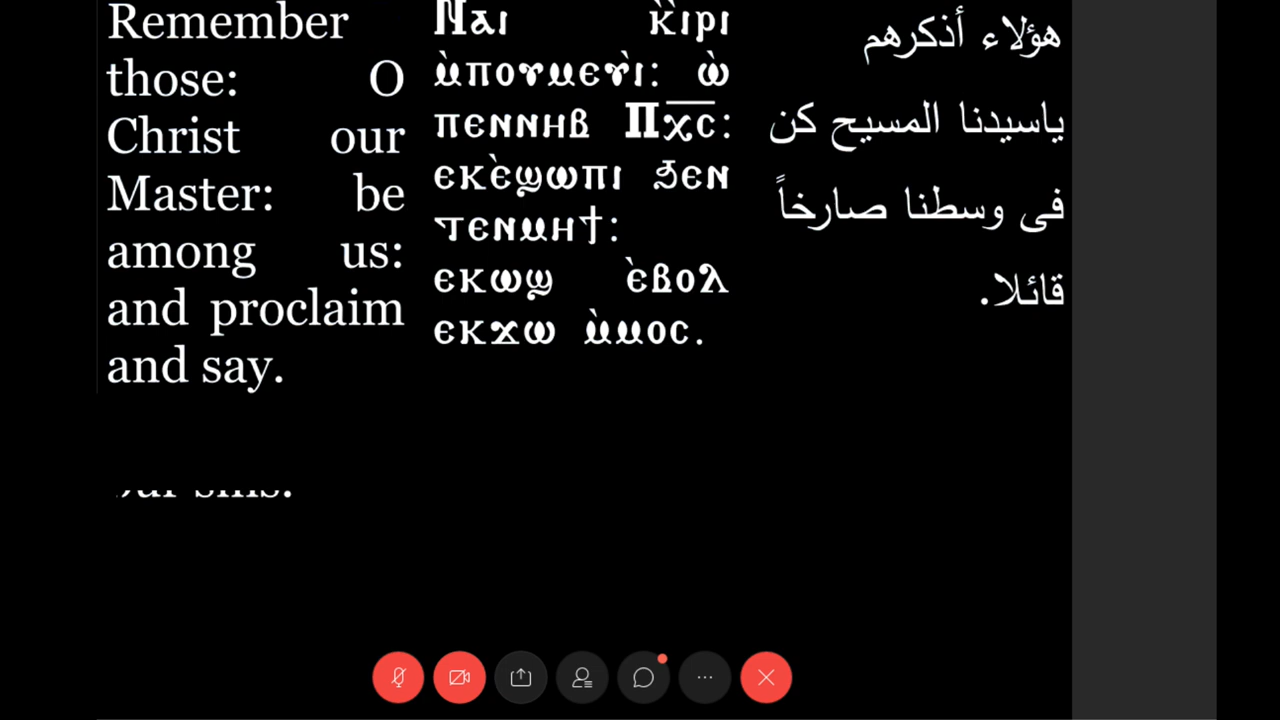 Remember
those: O
Christ our
Master: be
among us:
and proclaim
and say.
Ⲛⲁⲓ ⲕ̀ⲓⲣⲓ
ⲙ̀ⲡⲟⲩⲙⲉⲩ̀ⲓ: ⲱ̀
ⲡⲉⲛⲛⲏⲃ Ⲡⲭ̅ⲥ̅:
ⲉⲕⲉ̀ϣⲱⲡⲓ ϧⲉⲛ
ⲧⲉⲛⲙⲏϯ:
ⲉⲕⲱϣ ⲉ̀ⲃⲟⲗ
ⲉⲕϫⲱ ⲙ̀ⲙⲟⲥ.
هؤلاء أذكرهم
ياسيدنا المسيح كن
فى وسطنا صارخاً
قائلا.
sins.